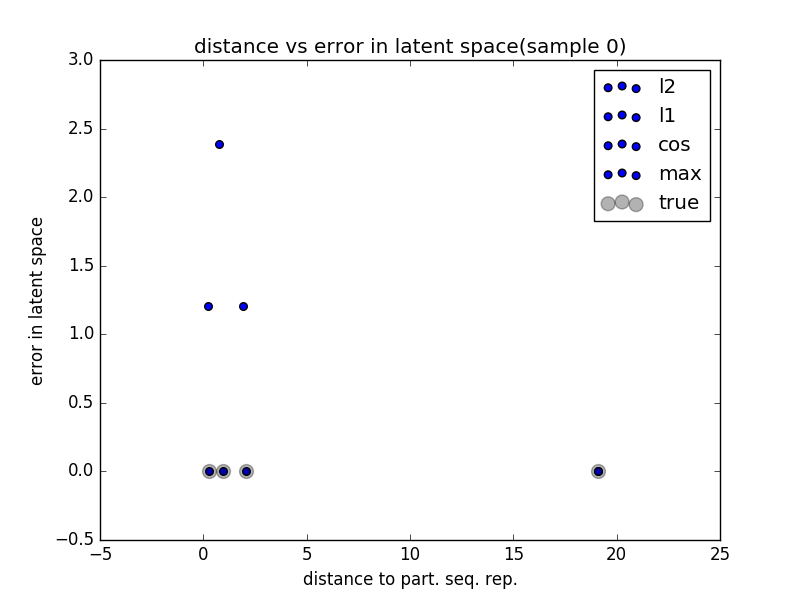 distance vs error in latent space(sample 0)
3.0
2.5
2.0
1.5
1.0
0.5
0.0
−0.5
error in latent space
l2
l1
cos
max
true
−5 0 5 10 15 20 25
distance to part. seq. rep.